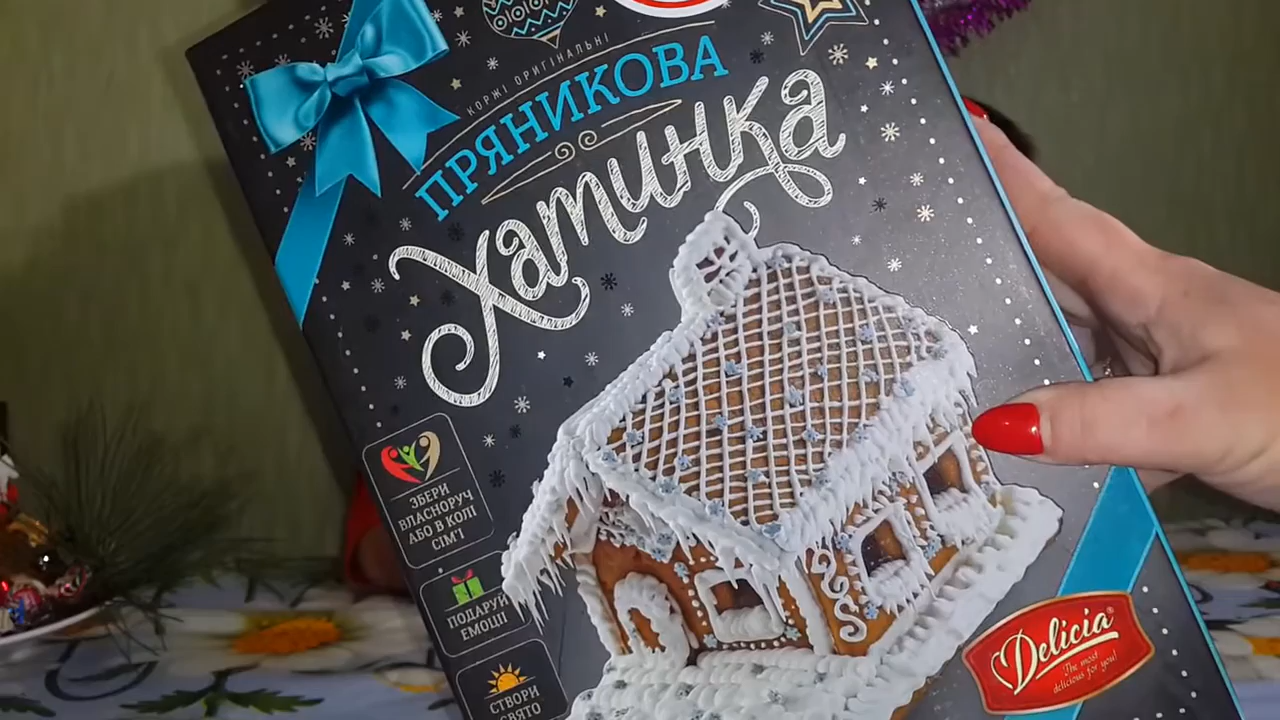 КОРЖІ ОРИГІНАЛЬНІ
ПРЯНИКОВА
Хатинка
ЗБЕРИ
ВЛАСНОРУЧ
АБО В КОЛІ
СІМ'Ї
ПОДАРУЙ
ЕМОЦІЇ
СТВОРИ
СВЯТО
Delicia®
The most
delicious for you!